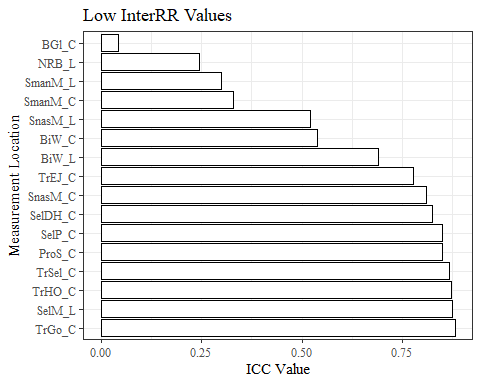 Low InterRR Values
BGl_C
NRB_L
SmanM_L
SmanM_C
SnasM_L
BiW_C
BiW_L
TrEJ_C
SnasM_C
SelDH_C
SelP_C
ProS_C
TrSel_C
TrHO_C
SelM_L
TrGo_C
Measurement Location
0.00 0.25 0.50 0.75
ICC Value